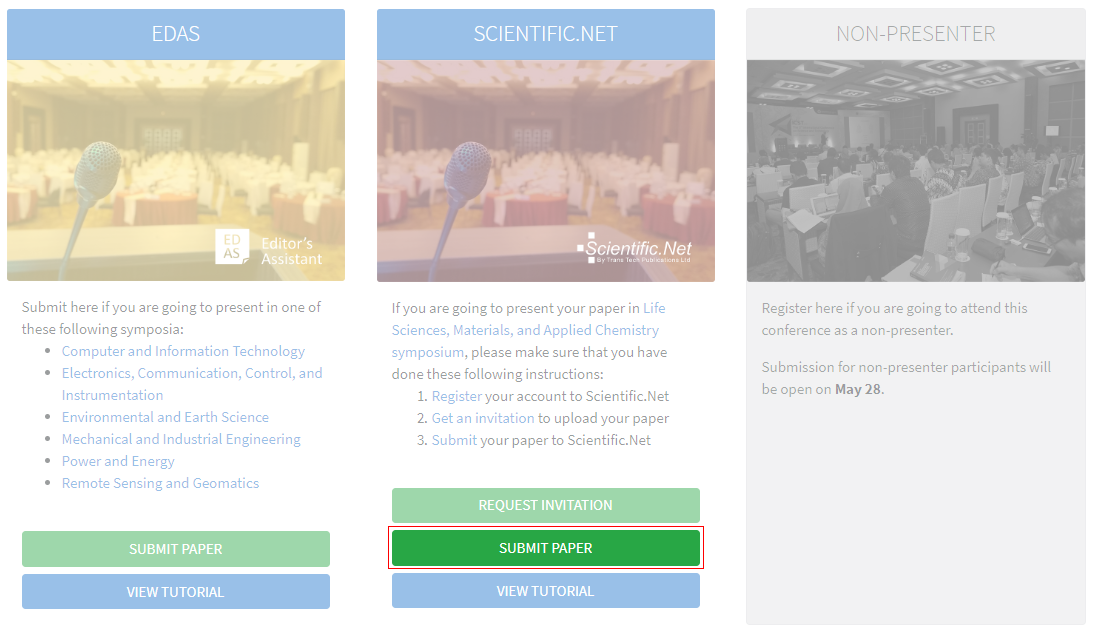 EDAS
ED
AS
Editor's
Assistant
Submit here if you are going to present in one of
these following symposia:
Computer and Information Technology
Electronics, Communication, Control, and
Instrumentation
Environmental and Earth Science
Mechanical and Industrial Engineering
Power and Energy
Remote Sensing and Geomatics
SUBMIT PAPER
VIEW TUTORIAL
SCIENTIFIC.NET
Scientific.Net
By Trans Tech Publications Ltd
If you are going to present your paper in Life
Sciences, Materials, and Applied Chemistry
symposium, please make sure that you have
done these following instructions:
1. Register your account to Scientific.Net
2. Get an invitation to upload your paper
3. Submit your paper to Scientific.Net
REQUEST INVITATION
SUBMIT PAPER
VIEW TUTORIAL
NON-PRESENTER
Register here if you are going to attend this
conference as a non-presenter.
Submission for non-presenter participants will
be open on May 28.